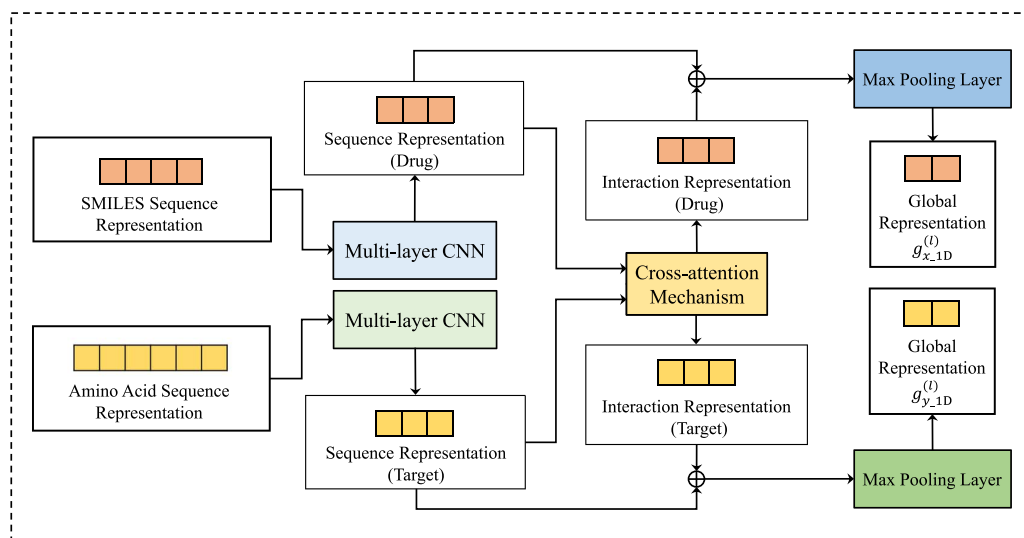 SMILES Sequence
Representation
Amino Acid Sequence
Representation
Sequence Representation
(Drug)
Multi-layer CNN
Multi-layer CNN
Sequence Representation
(Target)
Interaction Representation
(Drug)
Cross-attention
Mechanism
Interaction Representation
(Target)
Max Pooling Layer
Global
Representation
g_{x_1D}^{(l)}
Global
Representation
g_{y_1D}^{(l)}
Max Pooling Layer